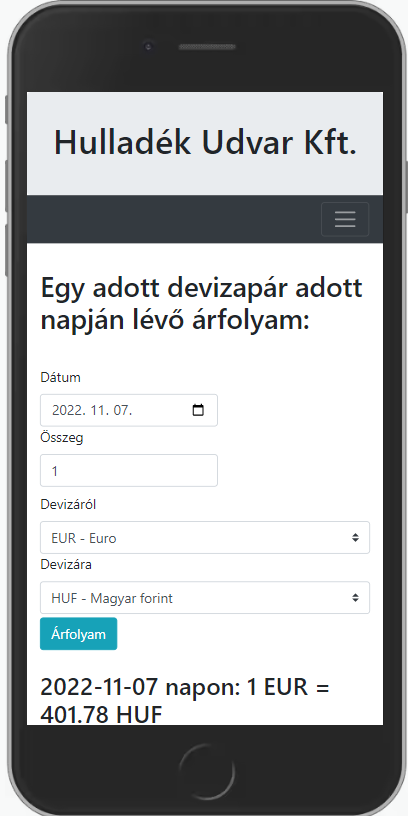 Hulladék Udvar Kft.
Egy adott devizapár adott
napján lévő árfolyam:
Dátum
2022. 11. 07.
Összeg
1
Devizáról
EUR - Euro
Devizára
HUF - Magyar forint
Árfolyam
2022-11-07 napon: 1 EUR =
401.78 HUF